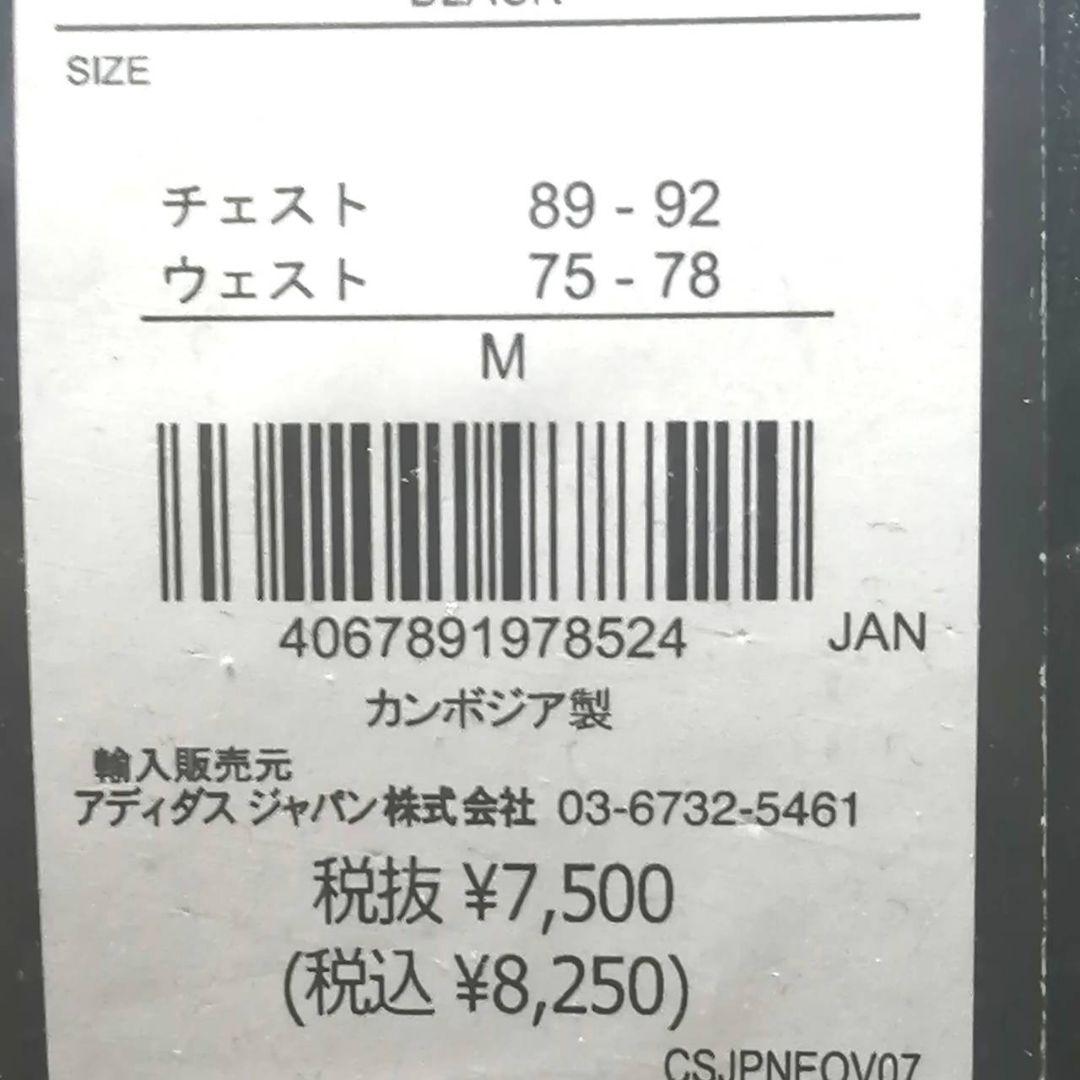 BLACK
SIZE
チェスト 89 - 92
ウェスト 75 - 78
M
4067891978524 JAN
カンボジア製
輸入販売元
アディダス ジャパン株式会社 03-6732-5461
税抜 ¥7,500
(税込 ¥8,250)
CSJPNEOV07